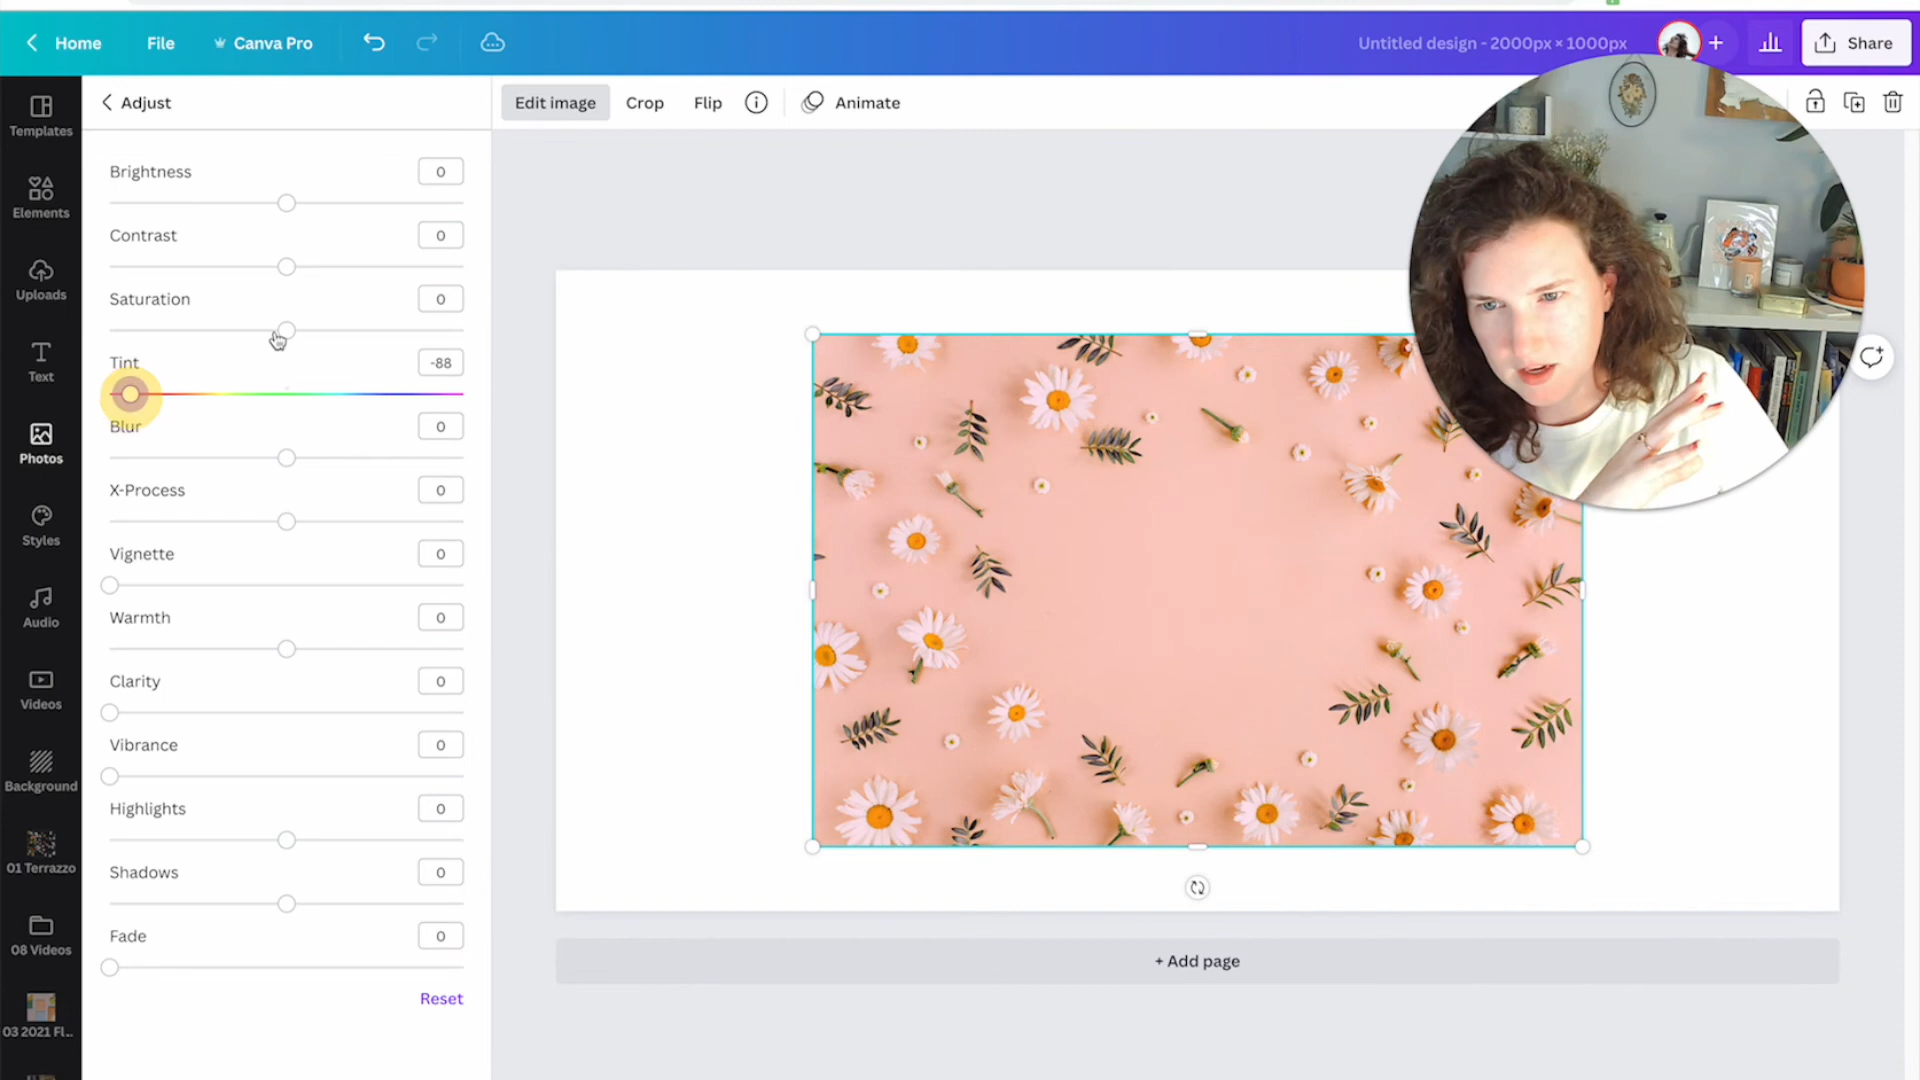 Home
File
Canva Pro
Untitled design - 2000px × 1000px
Share
Templates
Elements
Uploads
Text
Photos
Styles
Audio
Videos
Background
01 Terrazzo
08 Videos
03 2021 Fl...
Adjust
Brightness 0
Contrast 0
Saturation 0
Tint -88
Blur 0
X-Process 0
Vignette 0
Warmth 0
Clarity 0
Vibrance 0
Highlights 0
Shadows 0
Fade 0
Reset
Edit image
Crop
Flip
Animate
+ Add page